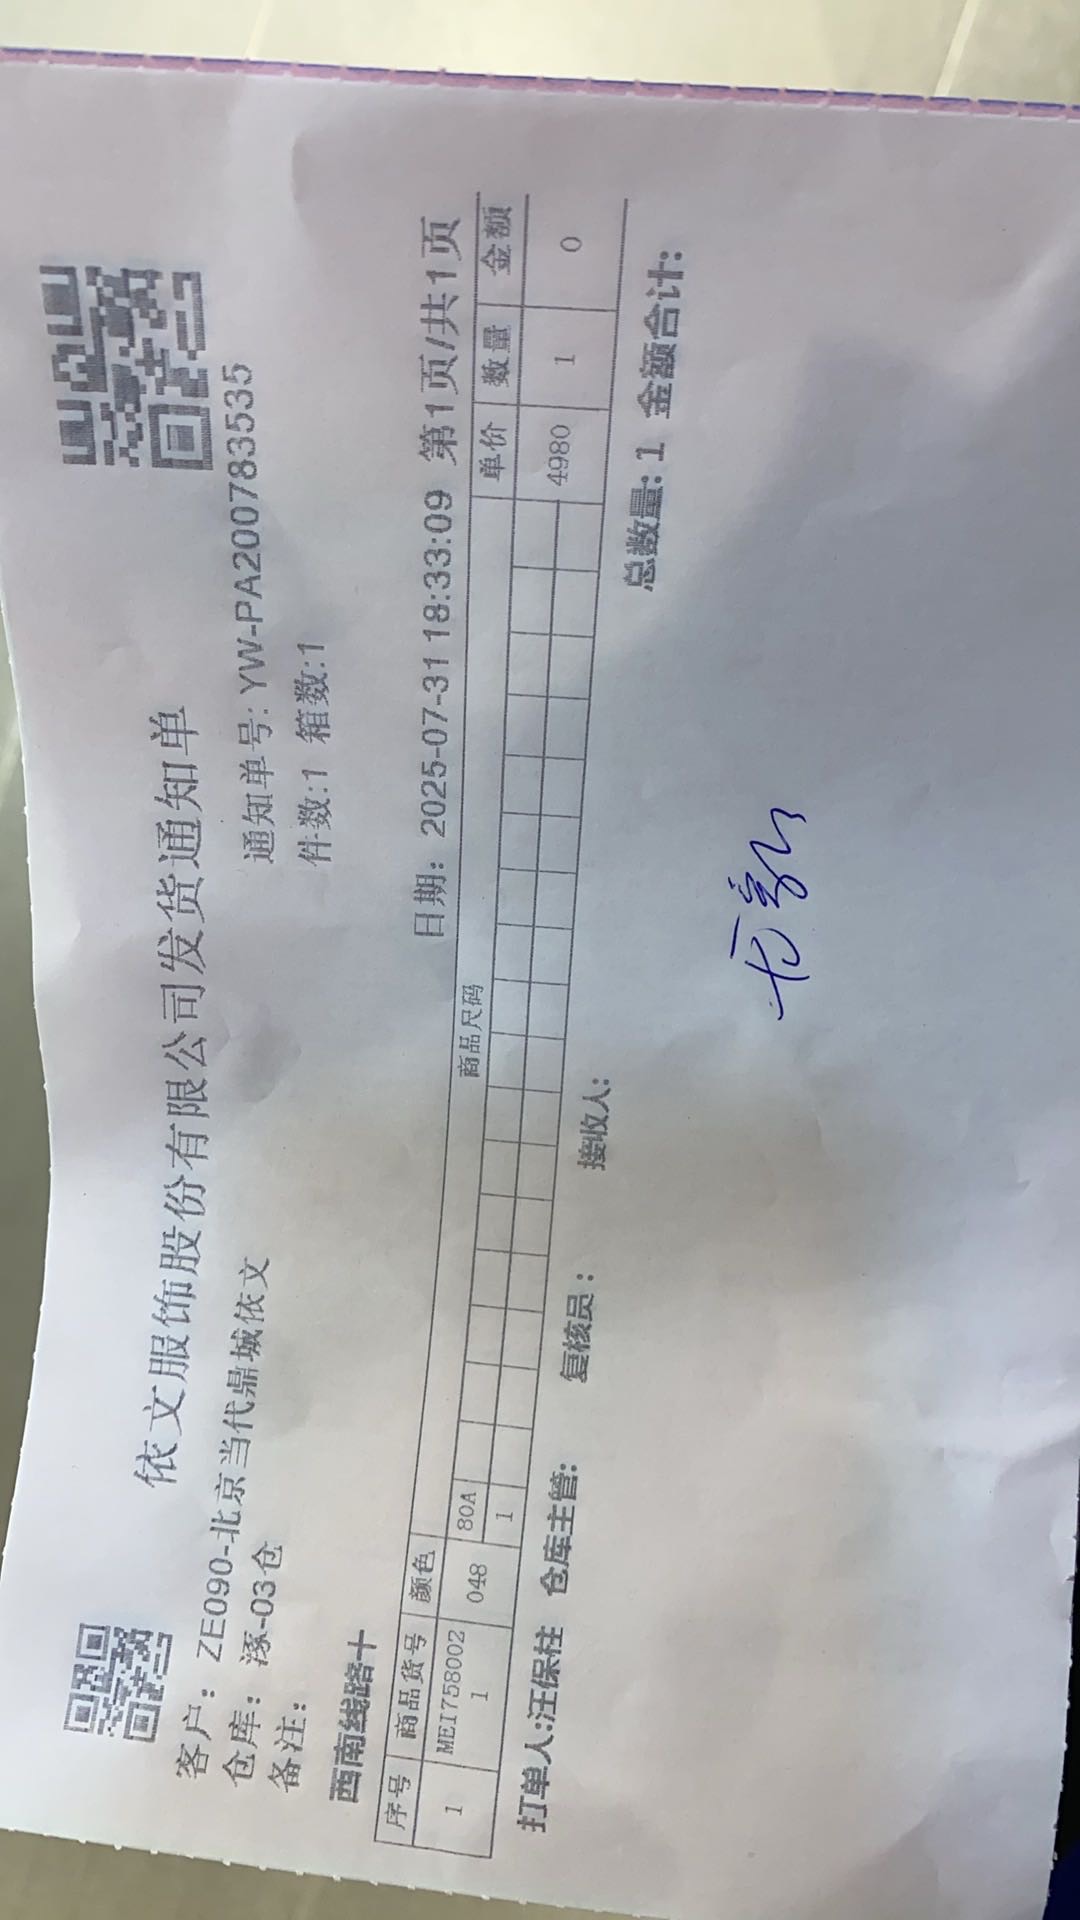 依文服饰股份有限公司发货通知单
客户: ZE090-北京当代鼎城依文
通知单号: YW-PA200783535
仓库: 涿-03仓
件数:1 箱数:1
备注:
西南线路十
日期: 2025-07-31 18:33:09 第1页/共1页
序号 商品货号 颜色 商品尺码 单价 数量 金额
1 MEI7580021 048 80A 4980 1 0
1
总数量: 1 金额合计:
打单人:汪保柱 仓库主管: 复核员: 接收人: